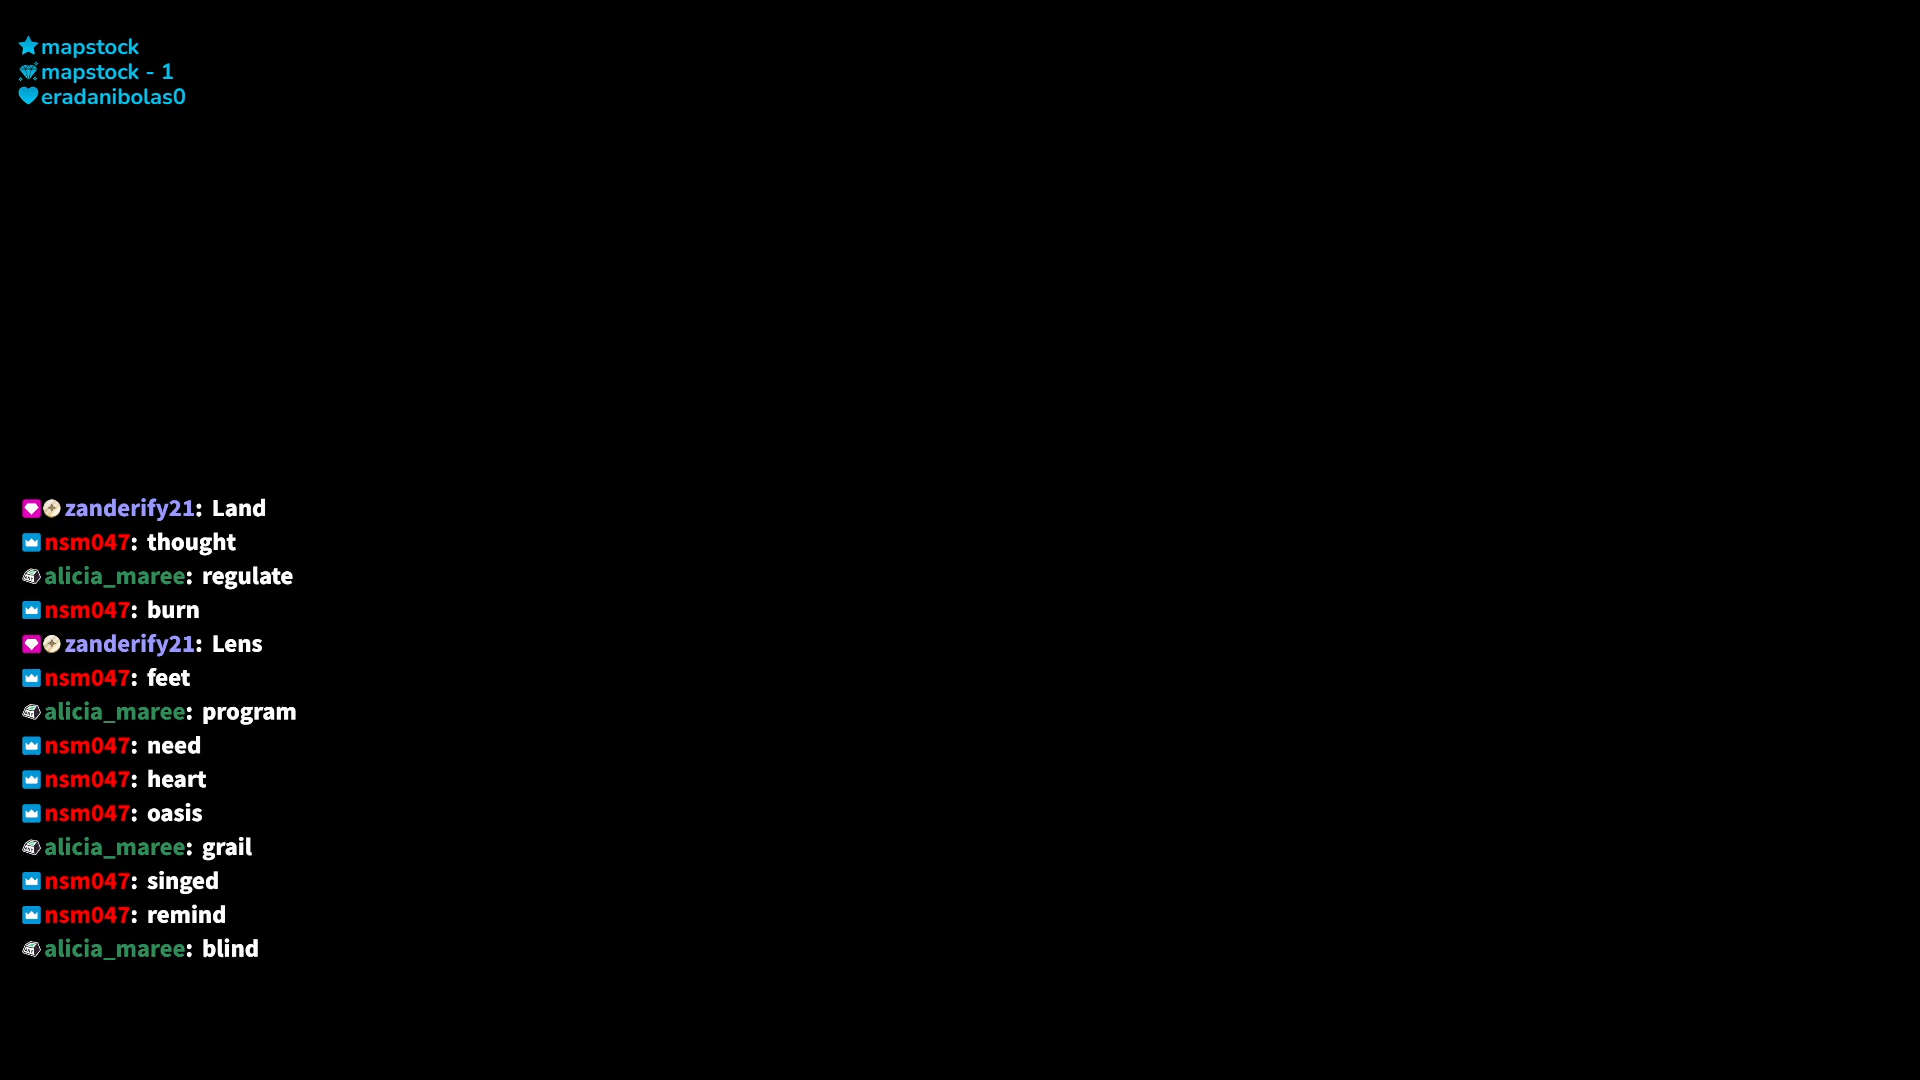 mapstock
mapstock - 1
eradanibolas0
zanderify21: Land
nsm047: thought
alicia_maree: regulate
nsm047: burn
zanderify21: Lens
nsm047: feet
alicia_maree: program
nsm047: need
nsm047: heart
nsm047: oasis
alicia_maree: grail
nsm047: singed
nsm047: remind
alicia_maree: blind